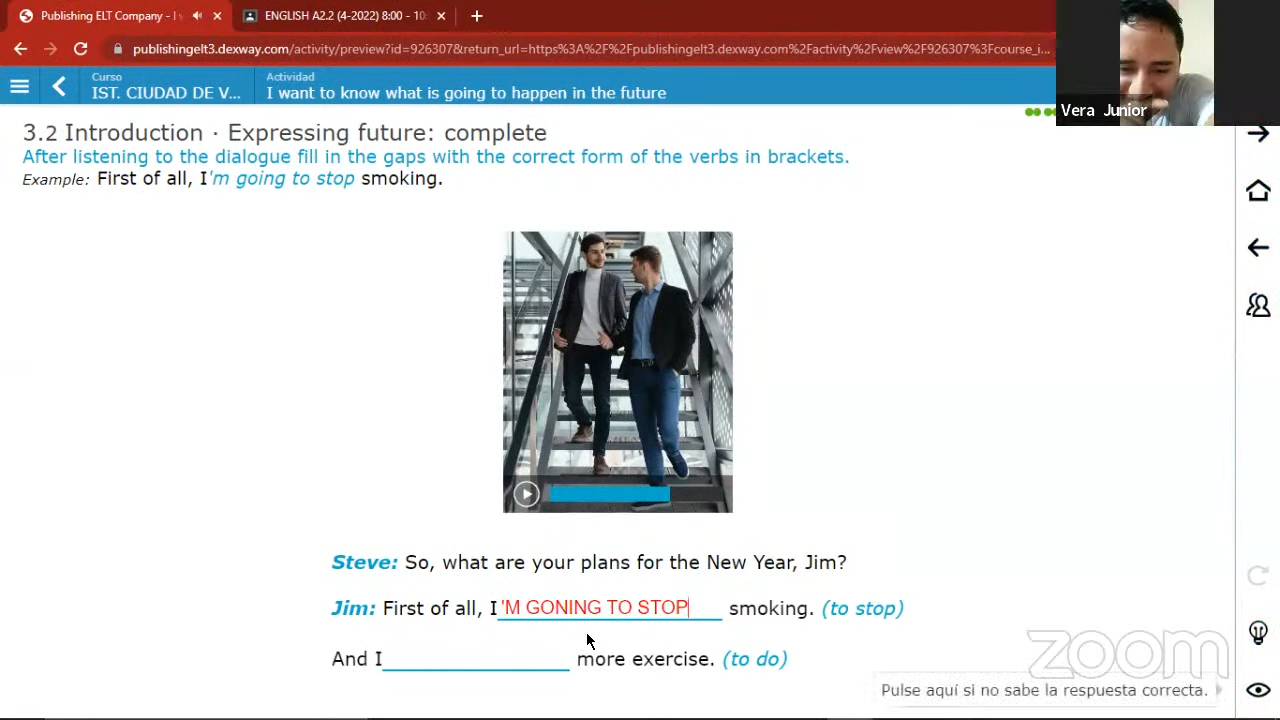 Publishing ELT Company - I
ENGLISH A2.2 (4-2022) 8:00 - 10:
publishingelt3.dexway.com/activity/preview?id=926307&return_url=https%3A%2F%2Fpublishingelt3.dexway.com%2Factivity%2Fview%2F926307%3Fcourse_i...
Curso
IST. CIUDAD DE V...
Actividad
I want to know what is going to happen in the future
Vera Junior
3.2 Introduction · Expressing future: complete
After listening to the dialogue fill in the gaps with the correct form of the verbs in brackets.
Example: First of all, I'm going to stop smoking.
Steve: So, what are your plans for the New Year, Jim?
Jim: First of all, I 'M GONING TO STOP smoking. (to stop)
And I more exercise. (to do)
zoom
Pulse aquí si no sabe la respuesta correcta.